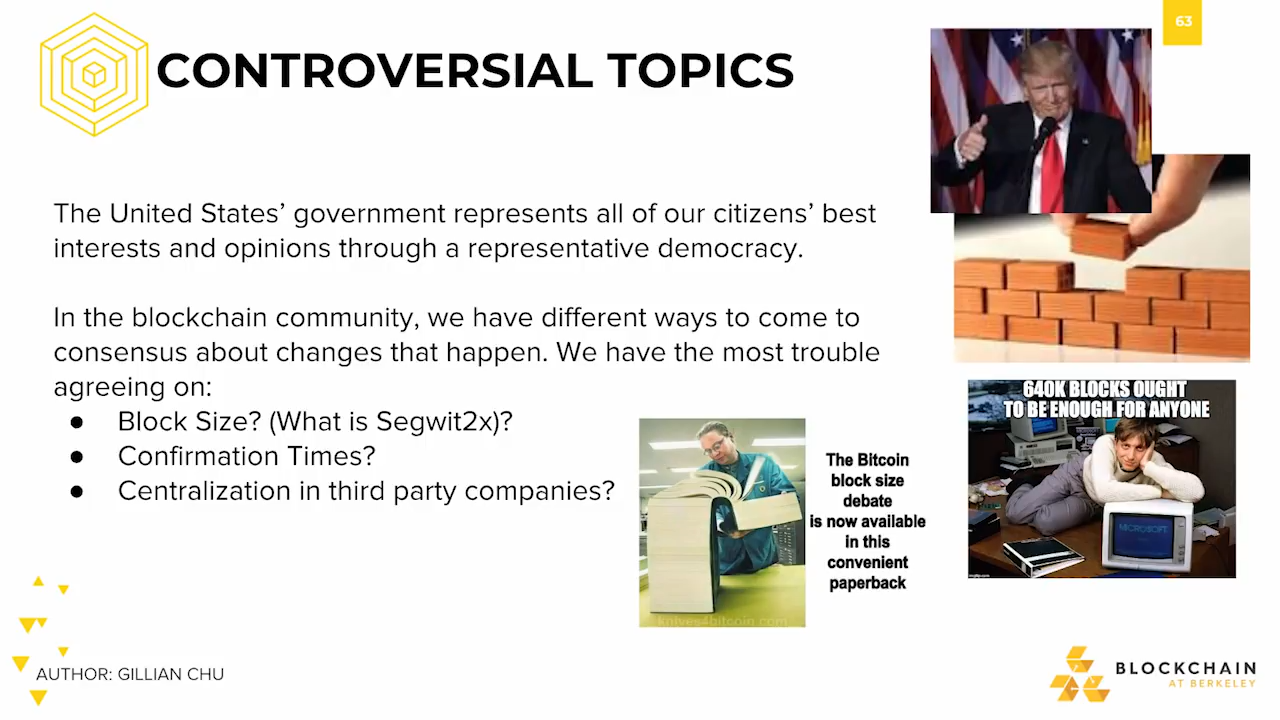 63
CONTROVERSIAL TOPICS
The United States’ government represents all of our citizens’ best
interests and opinions through a representative democracy.
In the blockchain community, we have different ways to come to
consensus about changes that happen. We have the most trouble
agreeing on:
● Block Size? (What is Segwit2x)?
● Confirmation Times?
● Centralization in third party companies?
640K BLOCKS OUGHT
TO BE ENOUGH FOR ANYONE
MICROSOFT
imgflip.com
The Bitcoin
block size
debate
is now available
in this
convenient
paperback
knives4bitcoin.com
AUTHOR: GILLIAN CHU
BLOCKCHAIN
AT BERKELEY